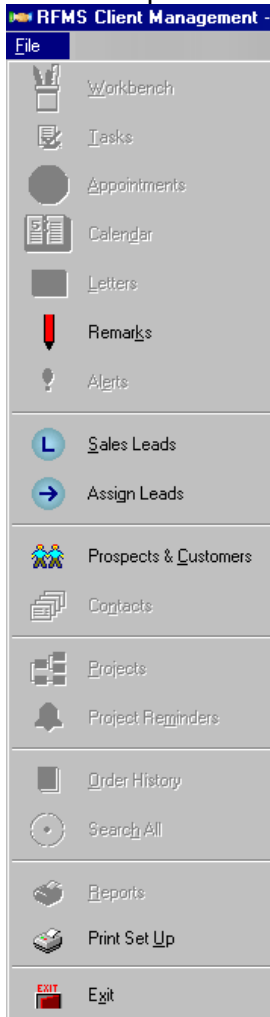 RFMS Client Management -
File
Workbench
Tasks
Appointments
5
Calendar
Letters
Remarks
Alerts
L
Sales Leads
Assign Leads
Prospects & Customers
Contacts
Projects
Project Reminders
Order History
Search All
Reports
Print Set Up
EXIT
Exit